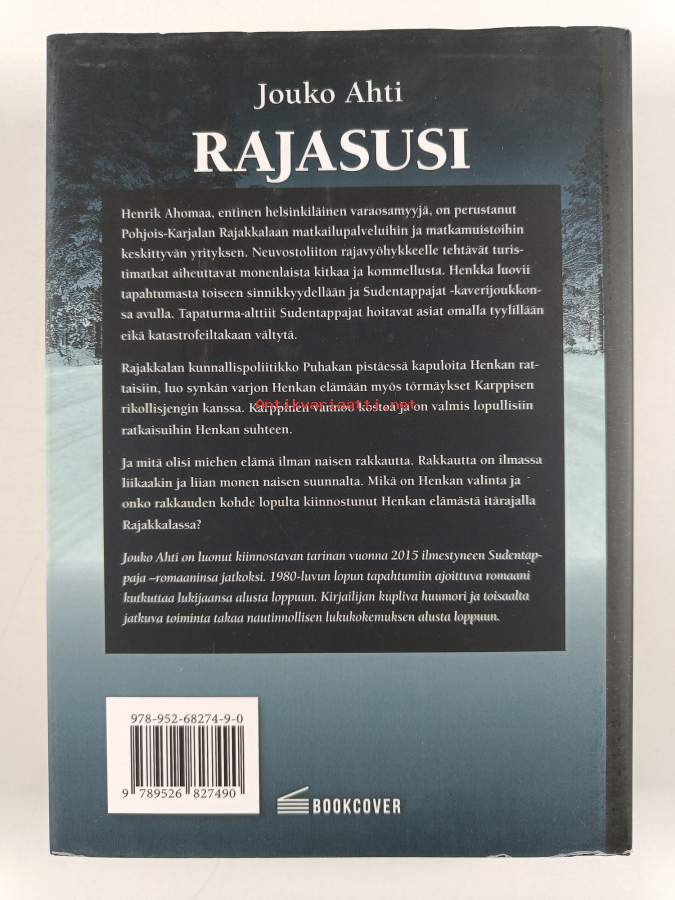 Jouko Ahti
RAJASUSI
Henrik Ahomaa, entinen helsinkiläinen varaosamyyjä, on perustanut
Pohjois-Karjalan Rajakkalaan matkailupalveluihin ja matkamuistoihin
keskittyvän yrityksen. Neuvostoliiton rajavyöhykkeelle tehtävät turis-
timatkat aiheuttavat monenlaista kitkaa ja kommellusta. Henkka luovii
tapahtumasta toiseen sinnikkyydellään ja Sudentappajat -kaverijoukkon-
sa avulla. Tapaturma-alttiit Sudentappajat hoitavat asiat omalla tyylillään
eikä katastrofeiltakaan vältytä.
Rajakkalan kunnallispoliitikko Puhakan pistäessä kapuloita Henkan rat-
taisiin, luo synkän varjon Henkan elämään myös törmäykset Karppisen
rikollisjengin kanssa. Karppinen vannoo kostoa ja on valmis lopullisiin
Antikvariaatti.net
ratkaisuihin Henkan suhteen.
Ja mitä olisi miehen elämä ilman naisen rakkautta. Rakkautta on ilmassa
liikaakin ja liian monen naisen suunnalta. Mikä on Henkan valinta ja
onko rakkauden kohde lopulta kiinnostunut Henkan elämästä itärajalla
Rajakkalassa?
Jouko Ahti on luonut kiinnostavan tarinan vuonna 2015 ilmestyneen Sudentap-
paja –romaaninsa jatkoksi. 1980-luvun lopun tapahtumiin ajoittuva romaani
kutkuttaa lukijaansa alusta loppuun. Kirjailijan kupliva huumori ja toisaalta
jatkuva toiminta takaa nautinnollisen lukukokemuksen alusta loppuun.
978-952-68274-9-0
9 789526 827490
BOOKCOVER